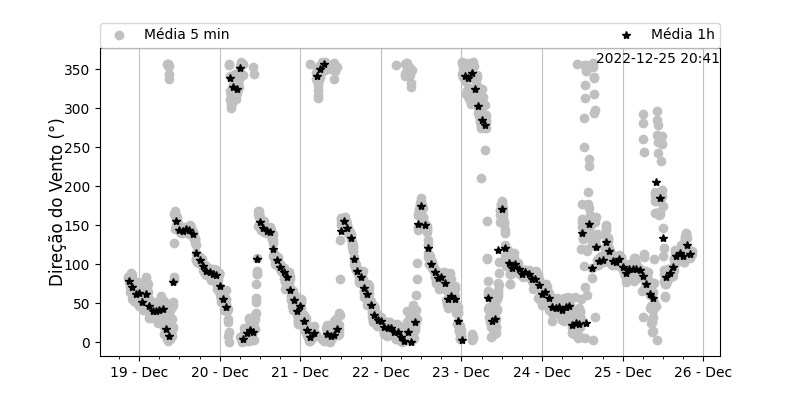 Média 5 min
Média 1h
2022-12-25 20:41
Direção do Vento (°)
350
300
250
200
150
100
50
0
19 - Dec
20 - Dec
21 - Dec
22 - Dec
23 - Dec
24 - Dec
25 - Dec
26 - Dec